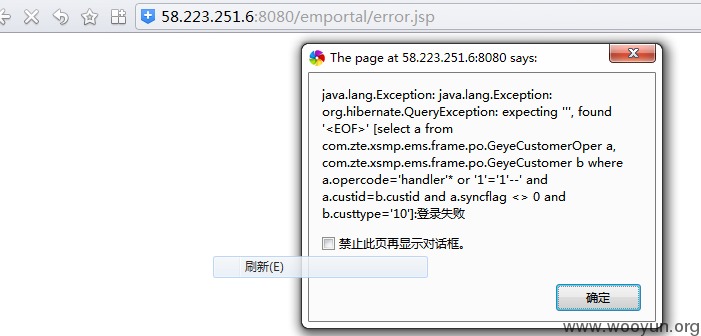 58.223.251.6:8080/emportal/error.jsp
The page at 58.223.251.6:8080 says:
java.lang.Exception: java.lang.Exception:
org.hibernate.QueryException: expecting ''', found
'<EOF>' [select a from
com.zte.xsmp.ems.frame.po.GeyeCustomerOper a,
com.zte.xsmp.ems.frame.po.GeyeCustomer b where
a.opercode='handler'* or '1'='1'--' and
a.custid=b.custid and a.syncflag <> 0 and
b.custtype='10']:登录失败
禁止此页再显示对话框。
刷新(E)
确定
www.wooyun.org